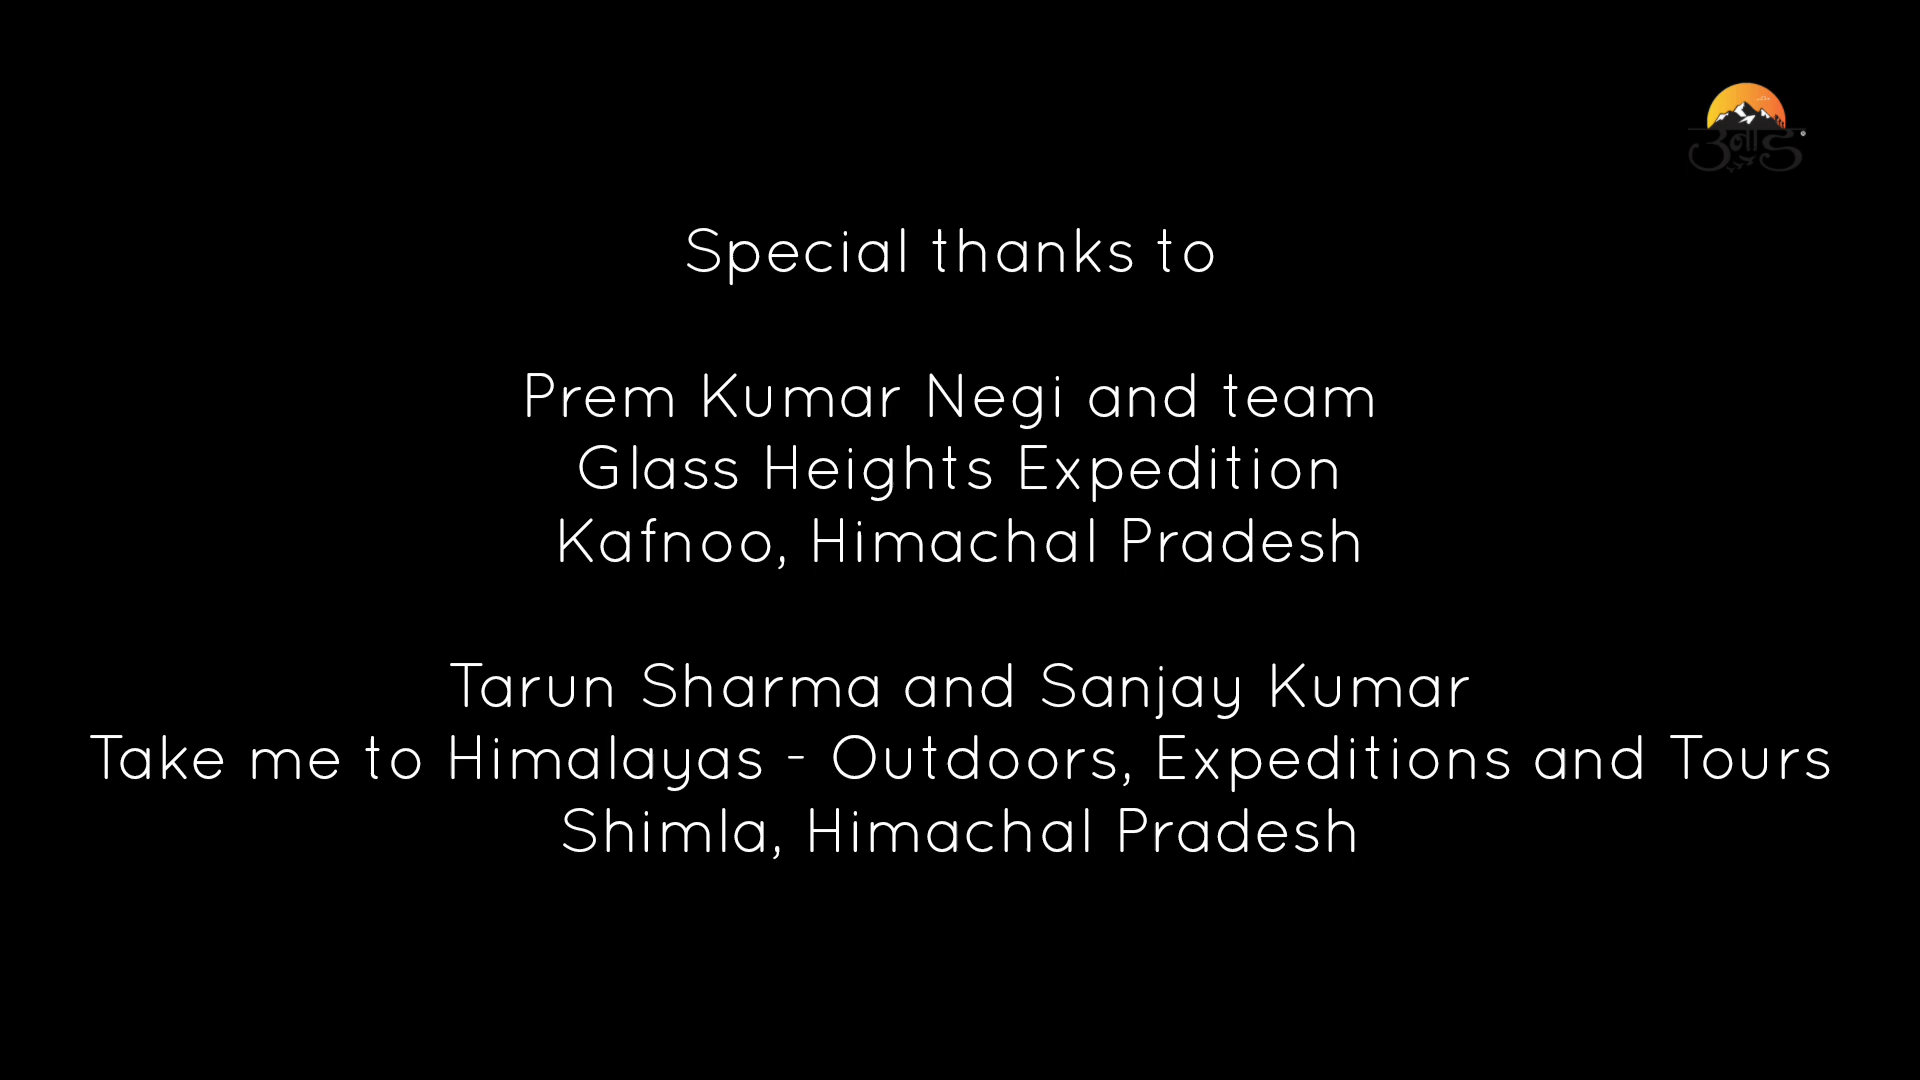 Special thanks to
Prem Kumar Negi and team
Glass Heights Expedition
Kafnoo, Himachal Pradesh
Tarun Sharma and Sanjay Kumar
Take me to Himalayas - Outdoors, Expeditions and Tours
Shimla, Himachal Pradesh